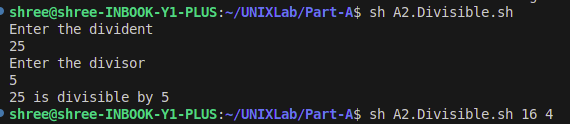 shree@shree-INBOOK-Y1-PLUS:~/UNIXLab/Part-A$ sh A2.Divisible.sh
Enter the divident
25
Enter the divisor
5
25 is divisible by 5
shree@shree-INBOOK-Y1-PLUS:~/UNIXLab/Part-A$ sh A2.Divisible.sh 16 4